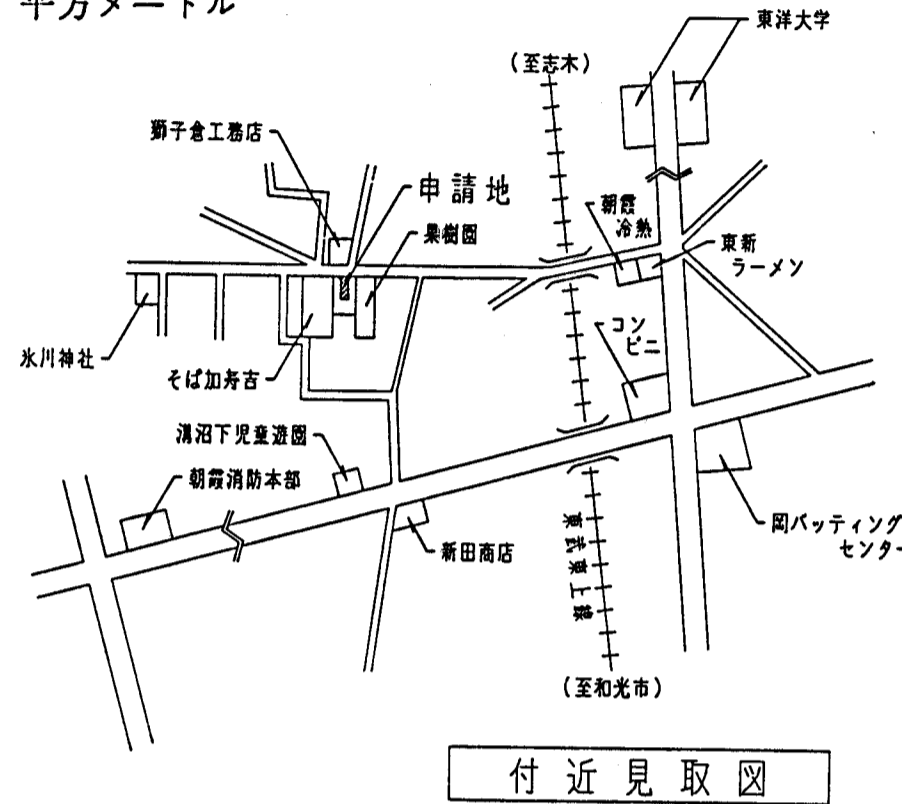 平方メートル
東洋大学
(至志木)
獅子倉工務店
申請地
果樹園
朝霞
冷熱
東新
ラーメン
氷川神社
そば加寿吉
コン
ビニ
溝沼下児童遊園
朝霞消防本部
新田商店
岡バッティング
センター
東武東上線
(至和光市)
付近見取図